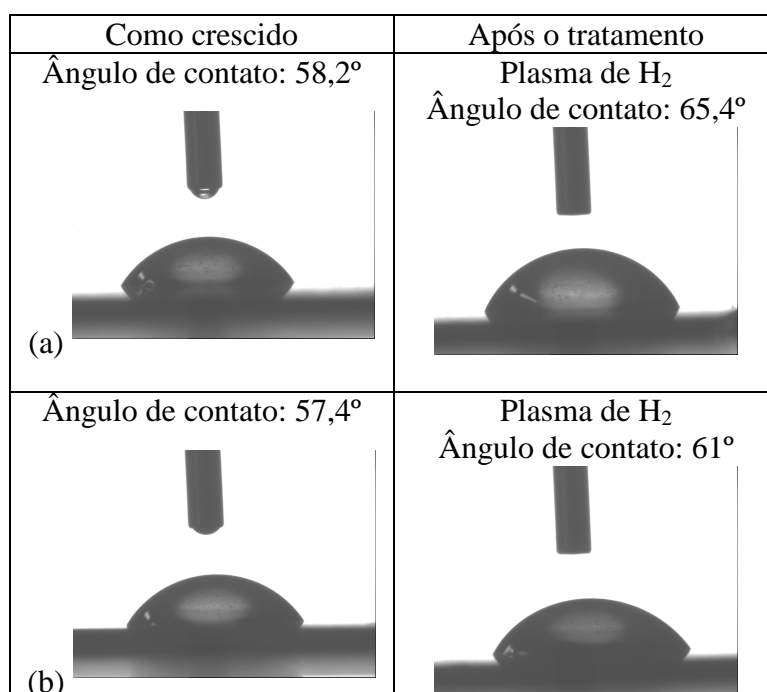 Como crescido
Após o tratamento
Ângulo de contato: 58,2º
Plasma de H₂
Ângulo de contato: 65,4º
(a)
Ângulo de contato: 57,4º
Plasma de H₂
Ângulo de contato: 61º
(b)